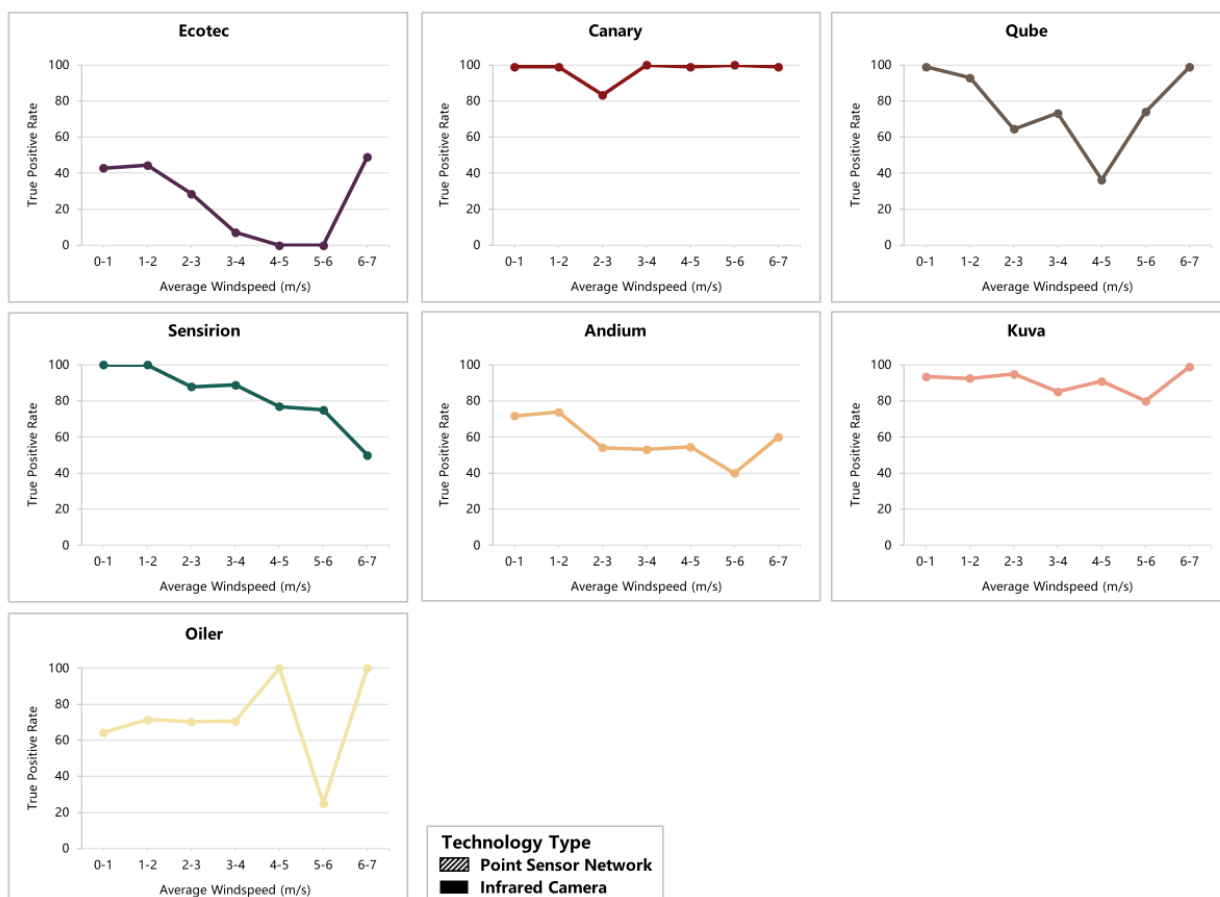 Ecotec
True Positive Rate
100
80
60
40
20
0
0-1 1-2 2-3 3-4 4-5 5-6 6-7
Average Windspeed (m/s)
Canary
True Positive Rate
100
80
60
40
20
0
0-1 1-2 2-3 3-4 4-5 5-6 6-7
Average Windspeed (m/s)
Qube
True Positive Rate
100
80
60
40
20
0
0-1 1-2 2-3 3-4 4-5 5-6 6-7
Average Windspeed (m/s)
Sensirion
True Positive Rate
100
80
60
40
20
0
0-1 1-2 2-3 3-4 4-5 5-6 6-7
Average Windspeed (m/s)
Andium
True Positive Rate
100
80
60
40
20
0
0-1 1-2 2-3 3-4 4-5 5-6 6-7
Average Windspeed (m/s)
Kuva
True Positive Rate
100
80
60
40
20
0
0-1 1-2 2-3 3-4 4-5 5-6 6-7
Average Windspeed (m/s)
Oiler
True Positive Rate
100
80
60
40
20
0
0-1 1-2 2-3 3-4 4-5 5-6 6-7
Average Windspeed (m/s)
Technology Type
Point Sensor Network
Infrared Camera